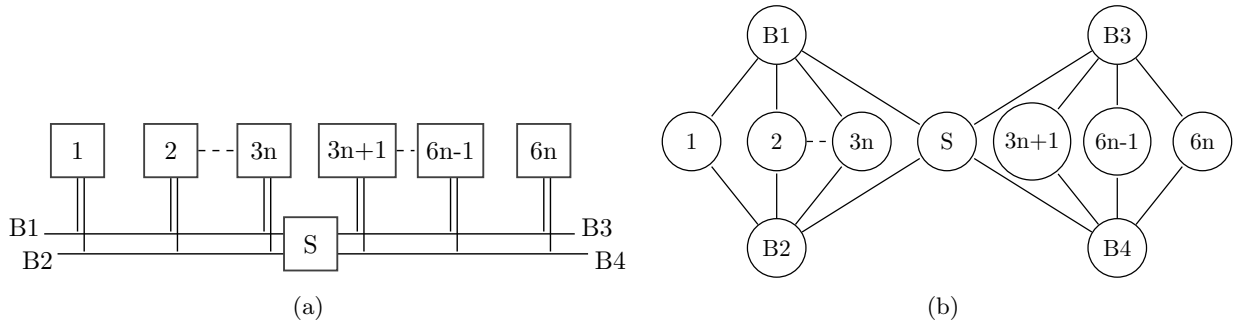 1 2 3n 3n+1 6n-1 6n
B1 B3
S
B2 B4
(a)
B1 B3
1 2 3n S 3n+1 6n-1 6n
B2 B4
(b)